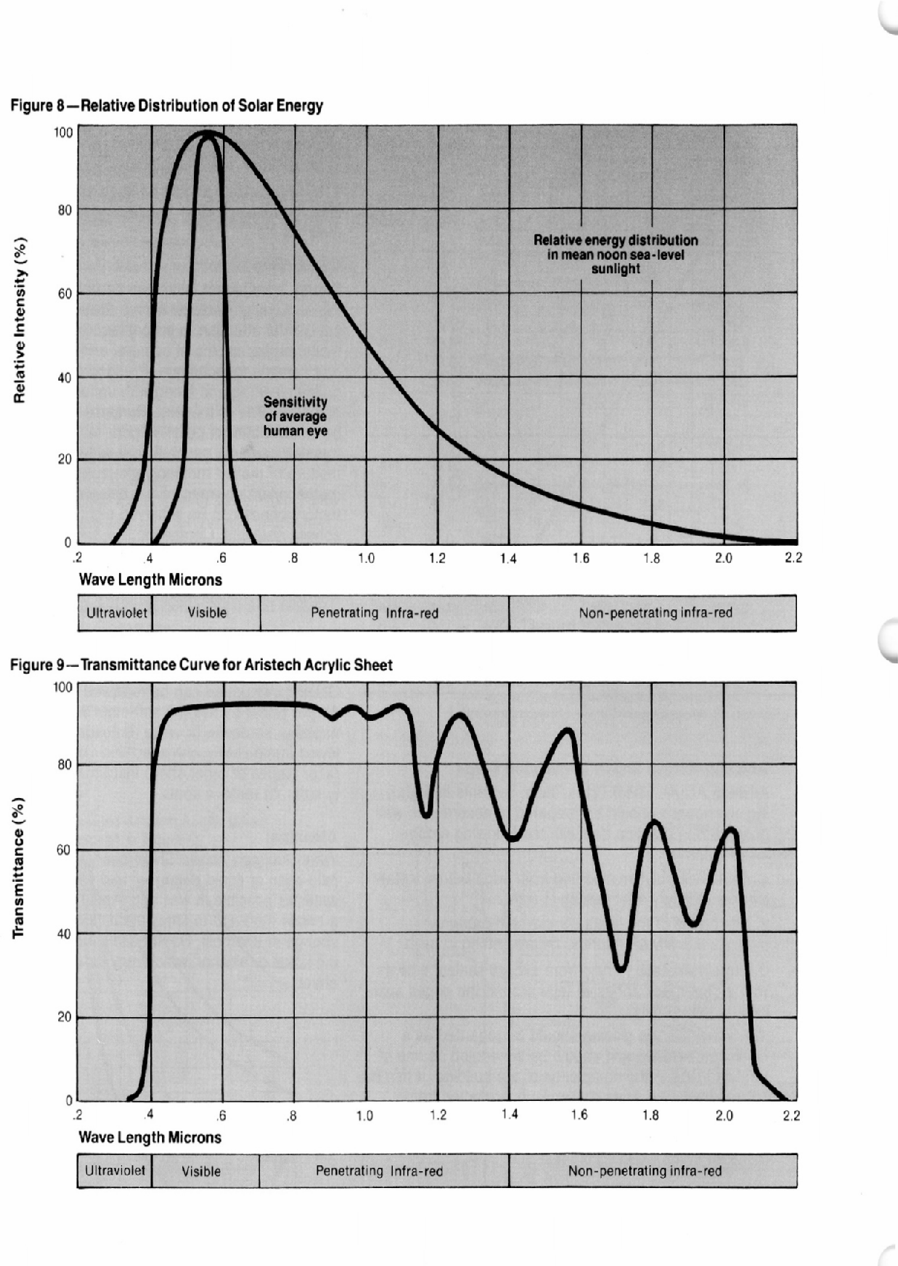 Figure 8—Relative Distribution of Solar Energy
100
80
60
40
20
0
Relative Intensity (%)
Relative energy distribution
in mean noon sea-level
sunlight
Sensitivity
of average
human eye
.2 .4 .6 .8 1.0 1.2 1.4 1.6 1.8 2.0 2.2
Wave Length Microns
Ultraviolet Visible Penetrating Infra-red Non-penetrating infra-red
Figure 9—Transmittance Curve for Aristech Acrylic Sheet
100
80
60
40
20
0
Transmittance (%)
.2 .4 .6 .8 1.0 1.2 1.4 1.6 1.8 2.0 2.2
Wave Length Microns
Ultraviolet Visible Penetrating Infra-red Non-penetrating infra-red